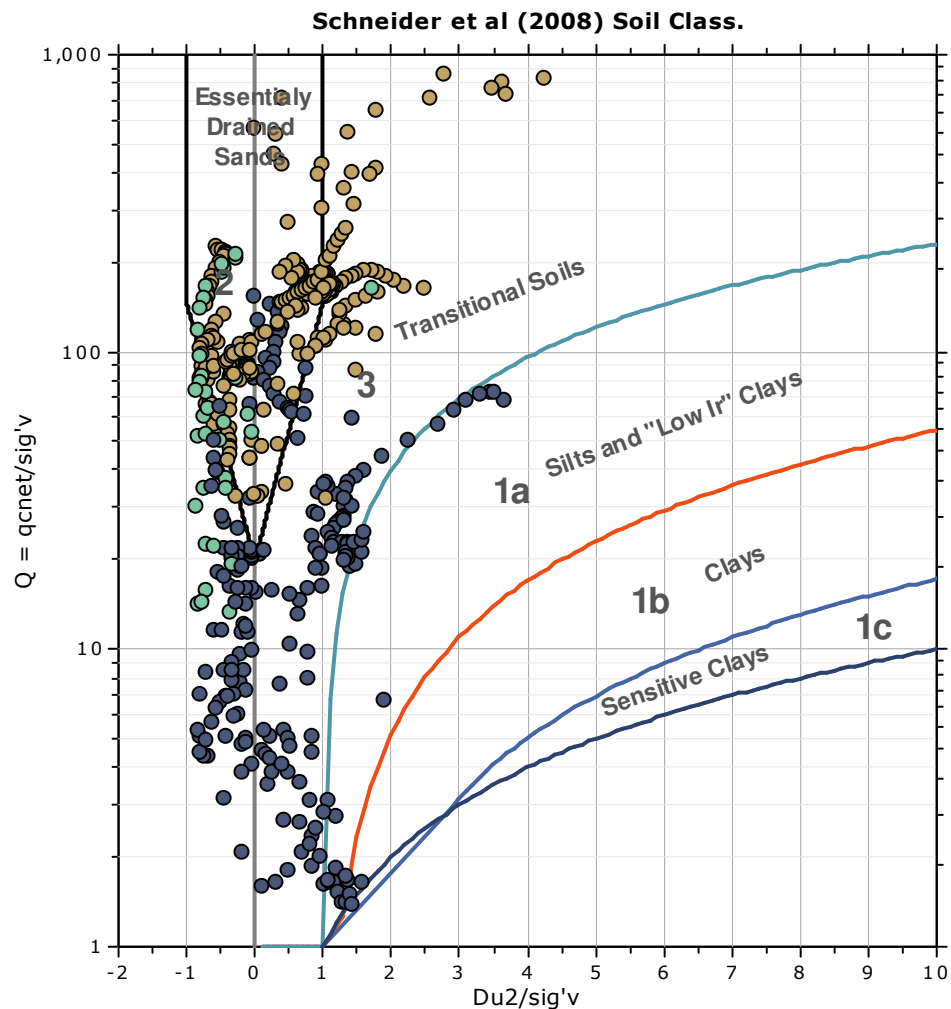 Schneider et al (2008) Soil Class.
1,000
100
10
1
Q = qcnet/sig'v
Essentialy
Drained
Sands
2
Transitional Soils
3
Silts and "Low Ir" Clays
1a
Clays
1b
1c
Sensitive Clays
-2 -1 0 1 2 3 4 5 6 7 8 9 10
Du2/sig'v